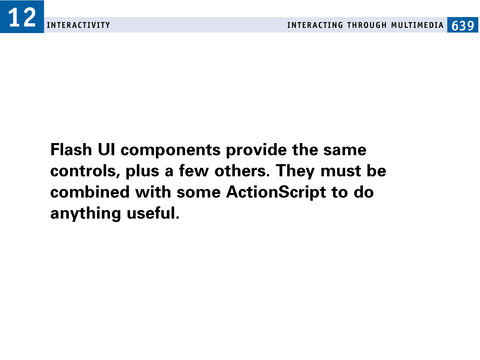 12
INTERACTIVITY
INTERACTING THROUGH MULTIMEDIA 639
Flash UI components provide the same
controls, plus a few others. They must be
combined with some ActionScript to do
anything useful.